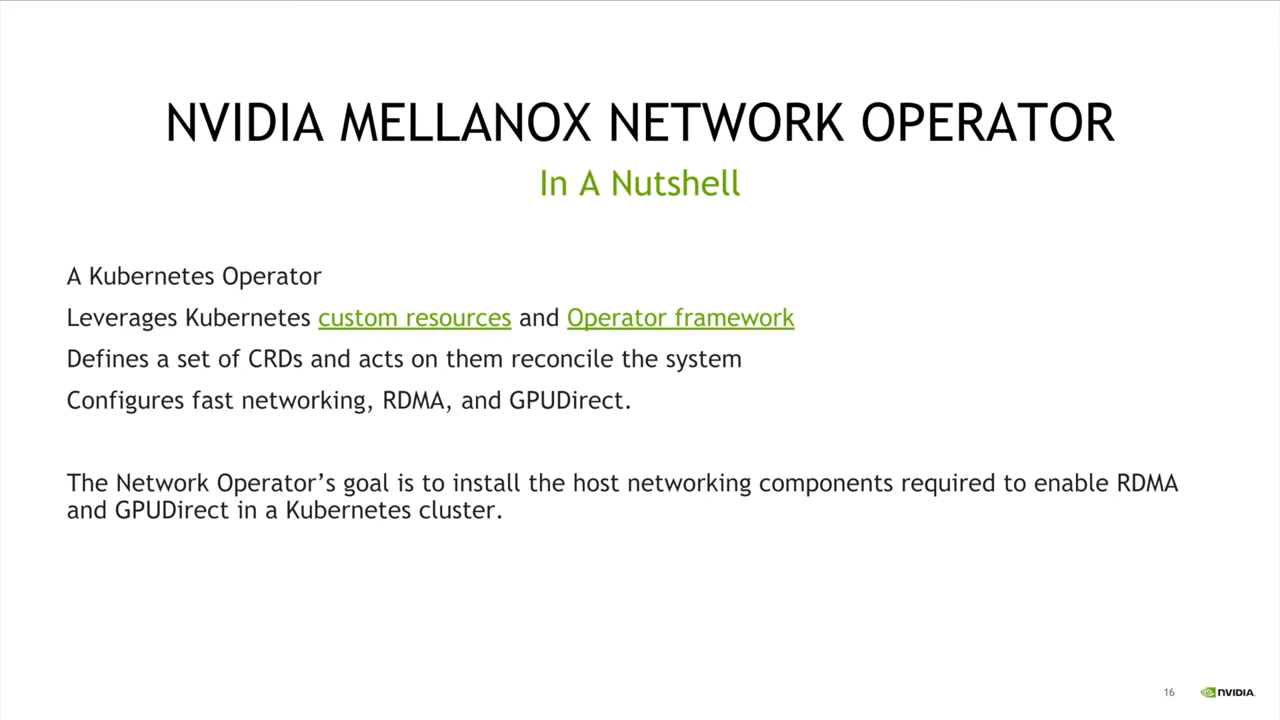 NVIDIA MELLANOX NETWORK OPERATOR
In A Nutshell
A Kubernetes Operator
Leverages Kubernetes custom resources and Operator framework
Defines a set of CRDs and acts on them reconcile the system
Configures fast networking, RDMA, and GPUDirect.
The Network Operator’s goal is to install the host networking components required to enable RDMA
and GPUDirect in a Kubernetes cluster.
16 NVIDIA.